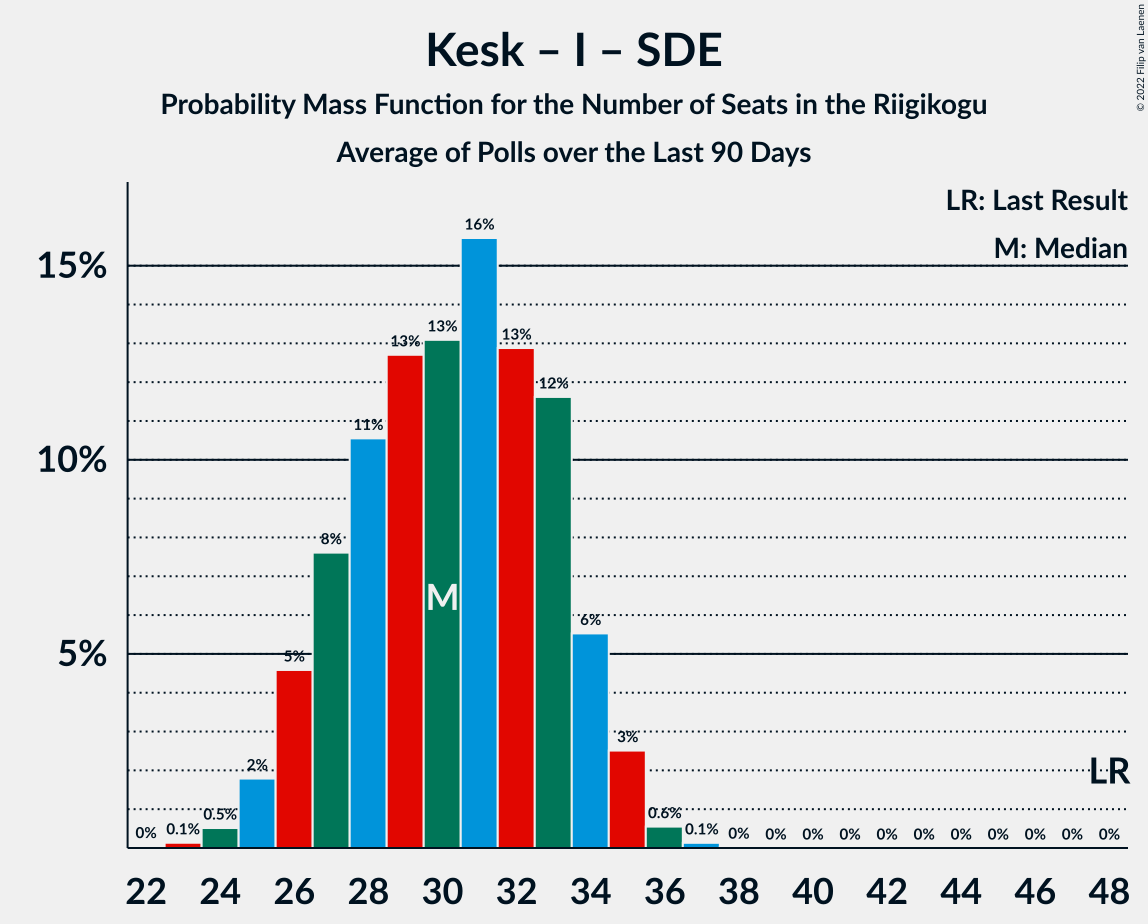 Kesk – I – SDE
Probability Mass Function for the Number of Seats in the Riigikogu
Average of Polls over the Last 90 Days
© 2022 Filip van Laenen
LR: Last Result
M: Median
15%
10%
5%
0% 0.1% 0.5% 2% 5% 8% 11% 13% 13% 16% 13% 12% 6% 3% 0.6% 0.1% 0% 0% 0% 0% 0% 0% 0% 0% 0% 0% 0%
M
LR
22 24 26 28 30 32 34 36 38 40 42 44 46 48